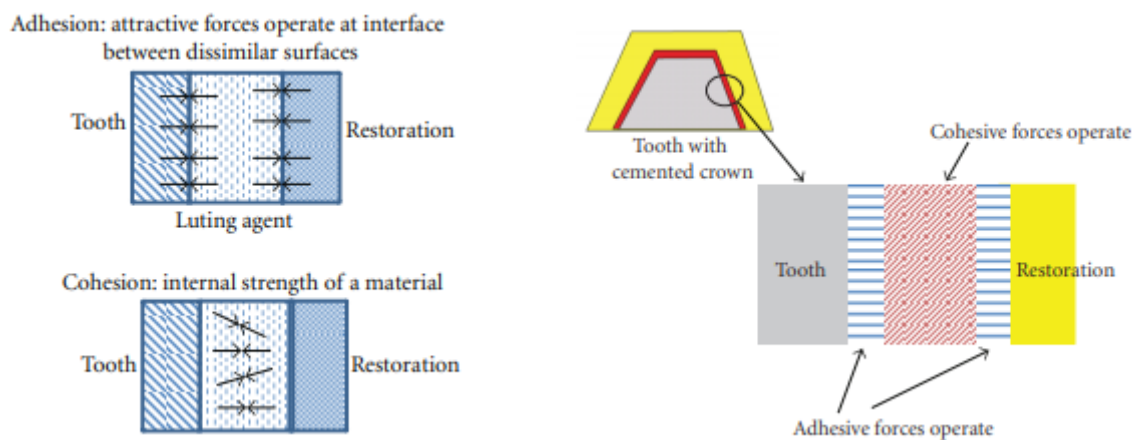 Adhesion: attractive forces operate at interface
between dissimilar surfaces
Tooth
Restoration
Luting agent
Cohesion: internal strength of a material
Tooth
Restoration
Tooth with
cemented crown
Cohesive forces operate
Tooth
Restoration
Adhesive forces operate